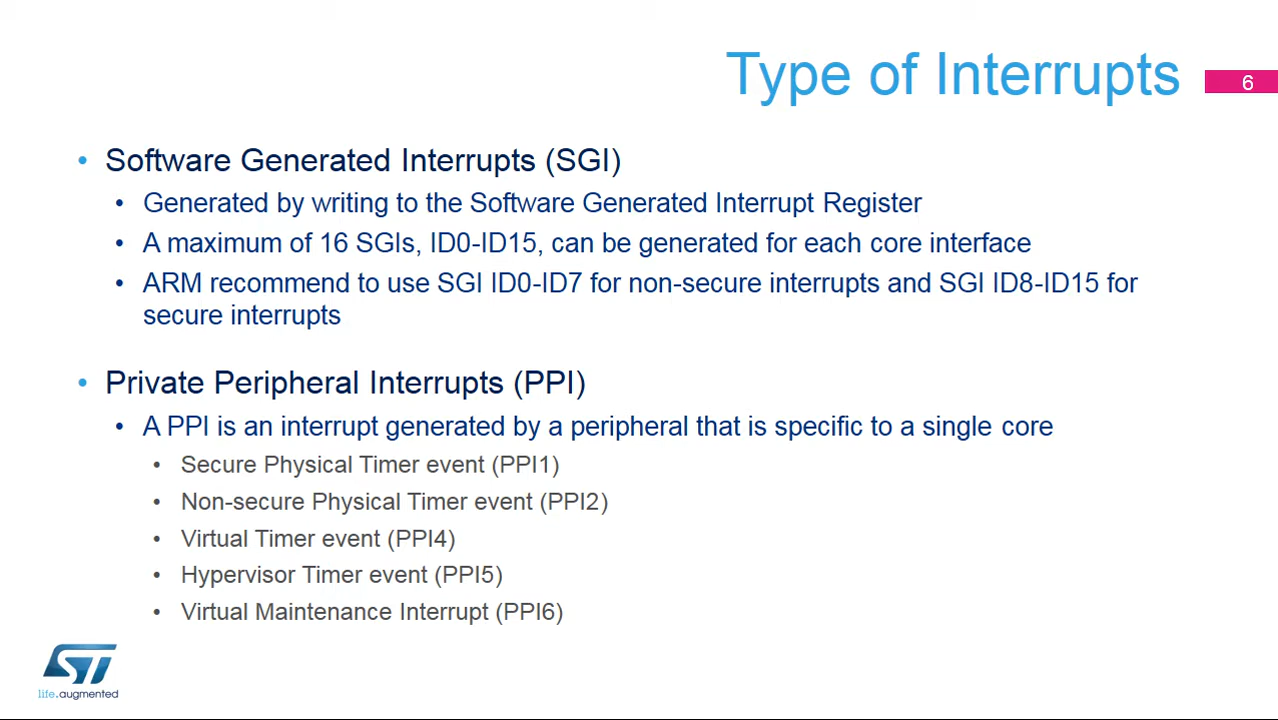 Type of Interrupts
6
• Software Generated Interrupts (SGI)
• Generated by writing to the Software Generated Interrupt Register
• A maximum of 16 SGIs, ID0-ID15, can be generated for each core interface
• ARM recommend to use SGI ID0-ID7 for non-secure interrupts and SGI ID8-ID15 for
secure interrupts
• Private Peripheral Interrupts (PPI)
• A PPI is an interrupt generated by a peripheral that is specific to a single core
• Secure Physical Timer event (PPI1)
• Non-secure Physical Timer event (PPI2)
• Virtual Timer event (PPI4)
• Hypervisor Timer event (PPI5)
• Virtual Maintenance Interrupt (PPI6)
ST
life.augmented